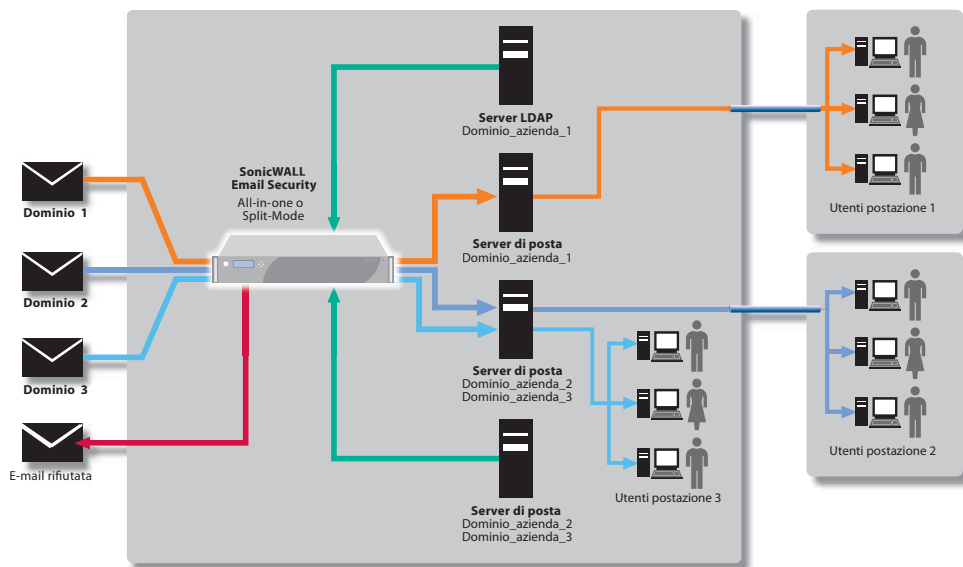 Server LDAP
Dominio_azienda_1
SonicWALL
Email Security
All-in-one o
Split-Mode
Dominio 1
Dominio 2
Dominio 3
E-mail rifiutata
Server di posta
Dominio_azienda_1
Server di posta
Dominio_azienda_2
Dominio_azienda_3
Server di posta
Dominio_azienda_2
Dominio_azienda_3
Utenti postazione 3
Utenti postazione 1
Utenti postazione 2